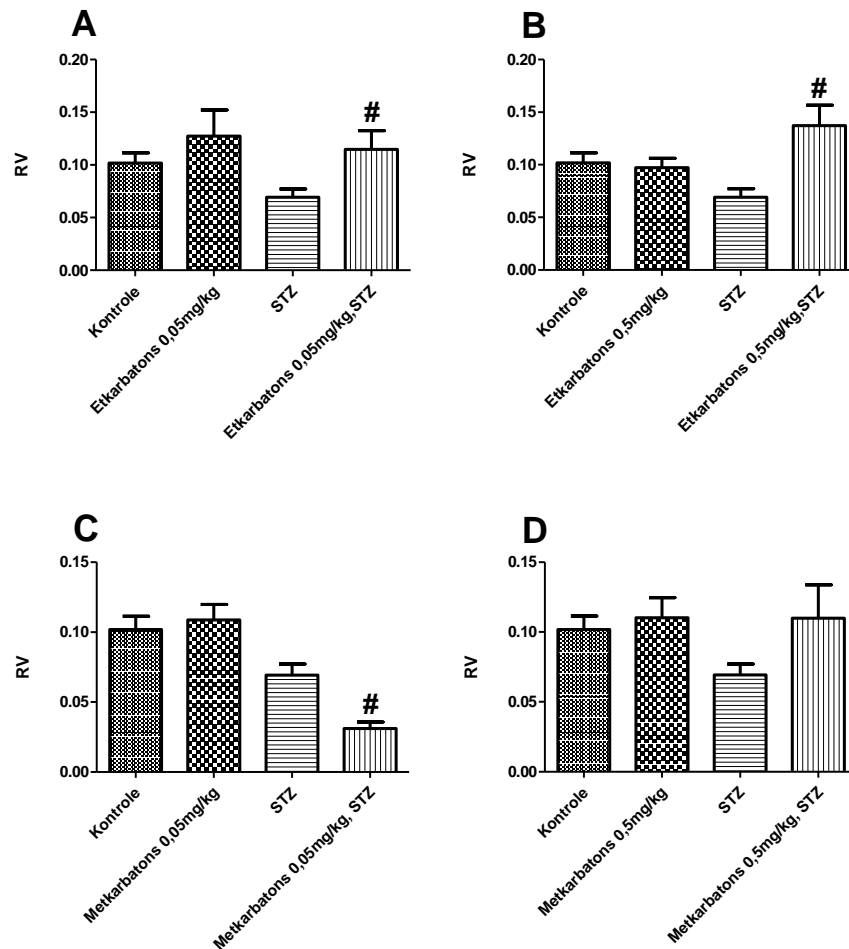 A
0.20
0.15
0.10
0.05
0.00
RV
#
Kontrole
Etkarbatons 0,05mg/kg
STZ
Etkarbatons 0,05mg/kg,STZ
B
0.20
0.15
0.10
0.05
0.00
RV
#
Kontrole
Etkarbatons 0,5mg/kg
STZ
Etkarbatons 0,5mg/kg,STZ
C
0.15
0.10
0.05
0.00
RV
#
Kontrole
Metkarbatons 0,05mg/kg
STZ
Metkarbatons 0,05mg/kg, STZ
D
0.15
0.10
0.05
0.00
RV
Kontrole
Metkarbatons 0,5mg/kg
STZ
Metkarbatons 0,5mg/kg, STZ